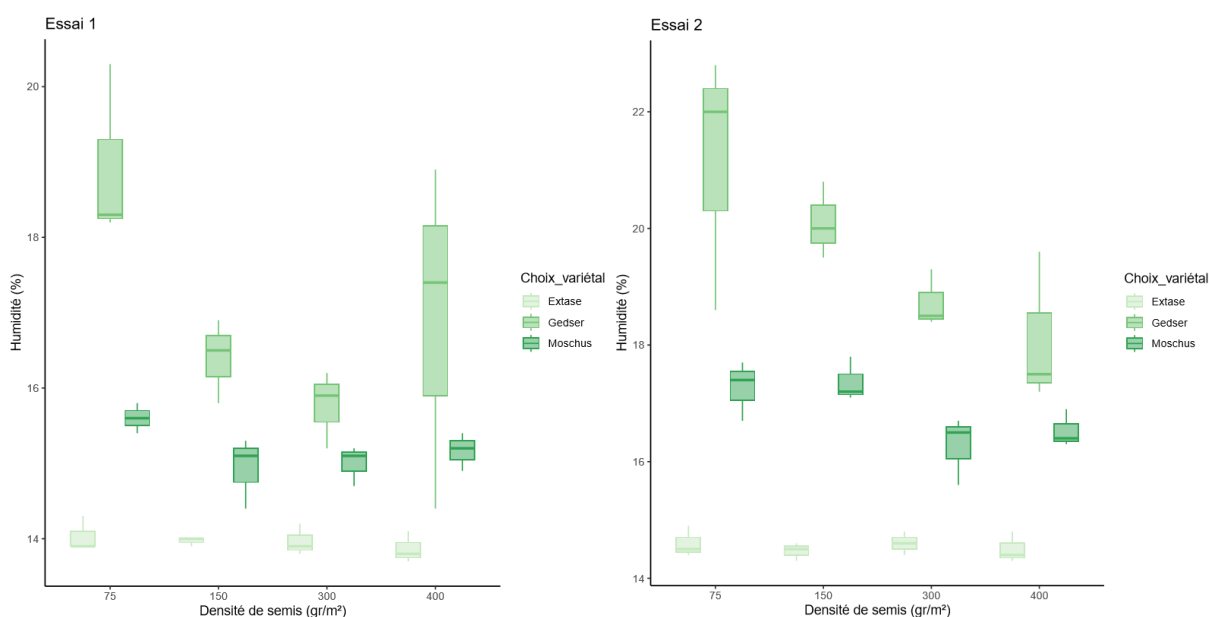 Essai 1
20
18
16
14
Humidité (%)
75
150
300
400
Densité de semis (gr/m²)
Choix_variétal
Extase
Gedser
Moschus
Essai 2
22
20
18
16
14
Humidité (%)
75
150
300
400
Densité de semis (gr/m²)
Choix_variétal
Extase
Gedser
Moschus